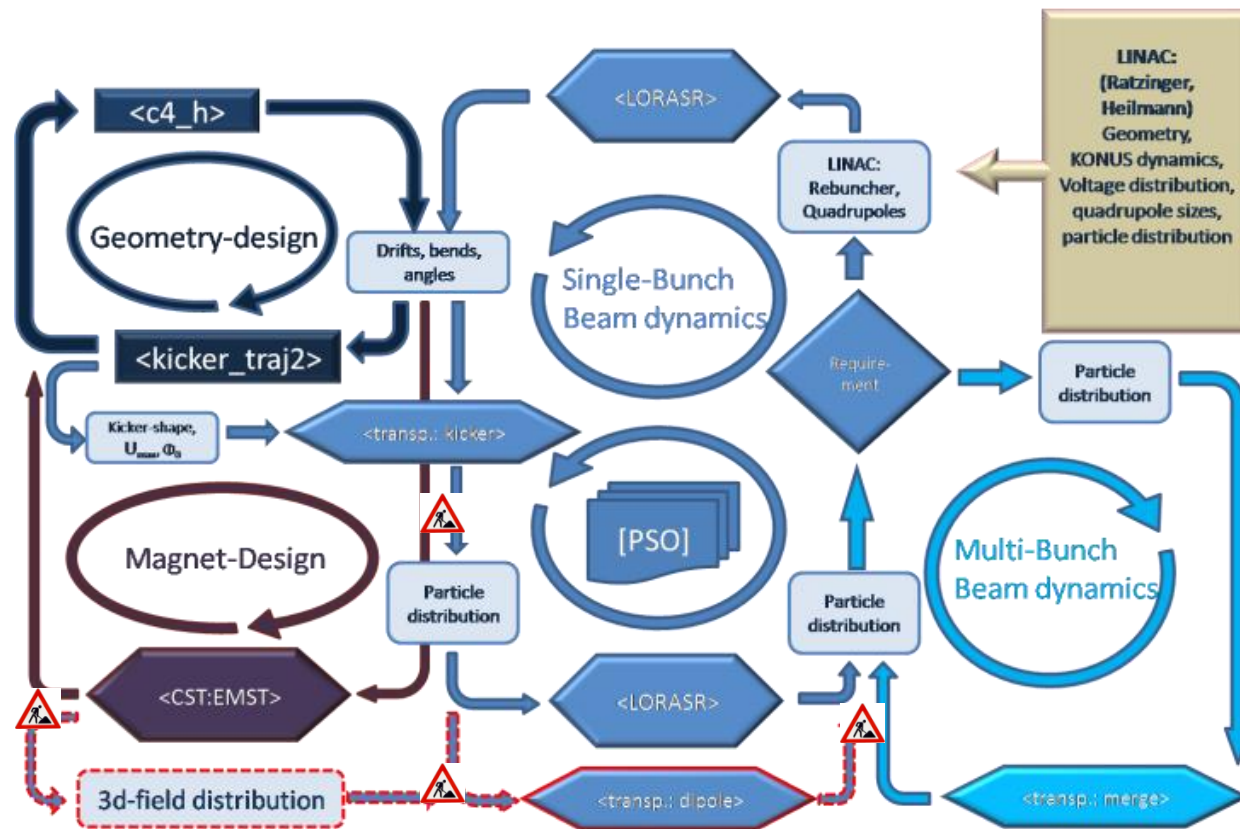 <c4_h>
Geometry-design
<kicker_traj2>
Kicker-shape,
Magnet-Design
<CST:EMST>
3d-field distribution
Drifts, bends,
angles
<transp.: kicker>
Particle
distribution
<LORASR>
Single-Bunch
Beam dynamics
[PSO]
<LORASR>
<transp.: dipole>
LINAC:
Rebuncher,
Quadrupoles
Require-
ment
Particle
distribution
Particle
distribution
Multi-Bunch
Beam dynamics
<transp.: merge>
LINAC:
(Ratzinger,
Heilmann)
Geometry,
KONUS dynamics,
Voltage distribution,
quadrupole sizes,
particle distribution